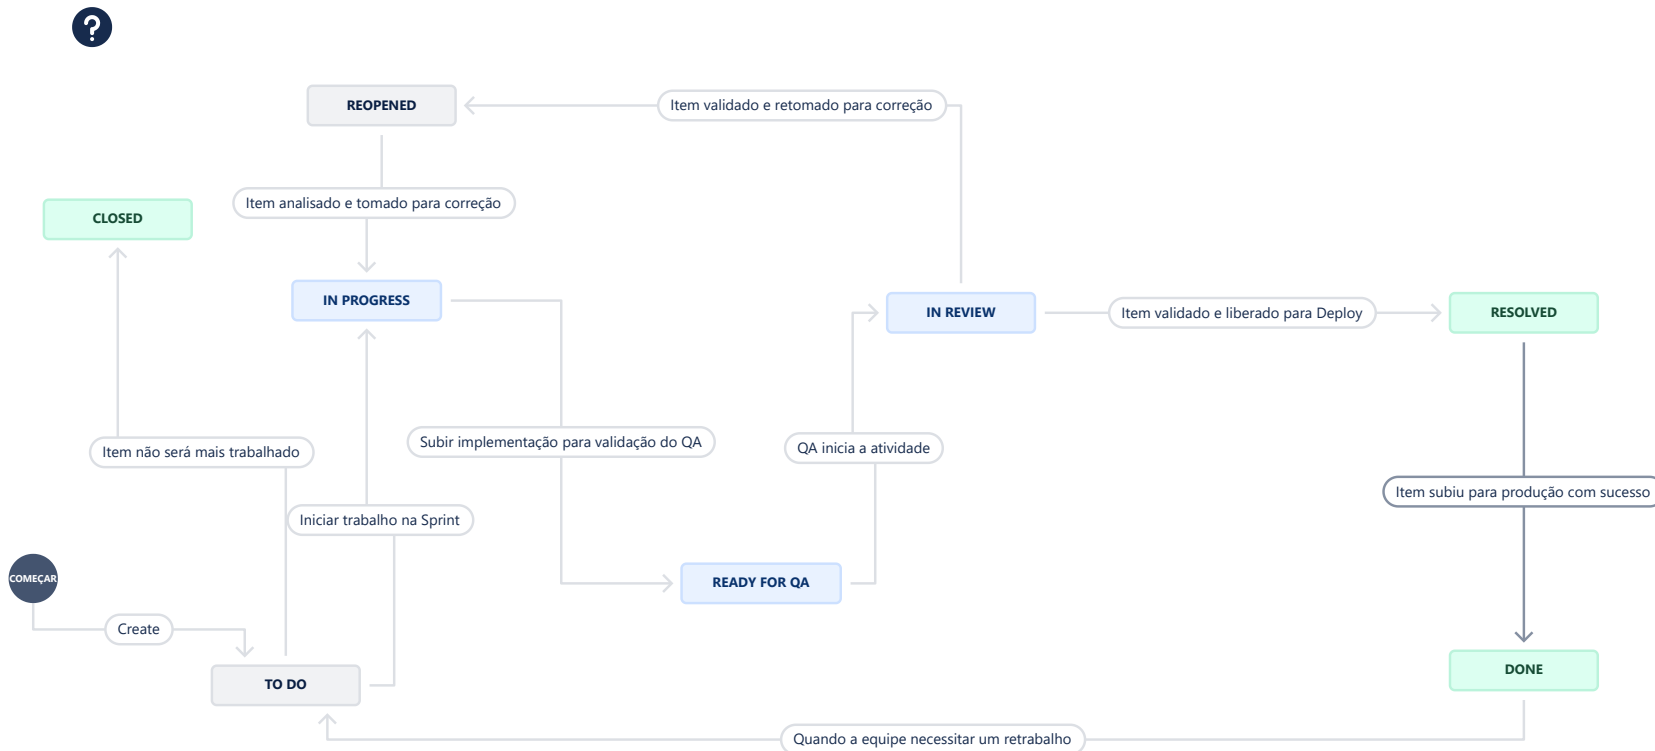 ?
REOPENED
Item validado e retomado para correção
Item analisado e tomado para correção
CLOSED
IN PROGRESS
IN REVIEW
Item validado e liberado para Deploy
RESOLVED
Subir implementação para validação do QA
QA inicia a atividade
Item não será mais trabalhado
Item subiu para produção com sucesso
Iniciar trabalho na Sprint
COMEÇAR
READY FOR QA
Create
TO DO
DONE
Quando a equipe necessitar um retrabalho